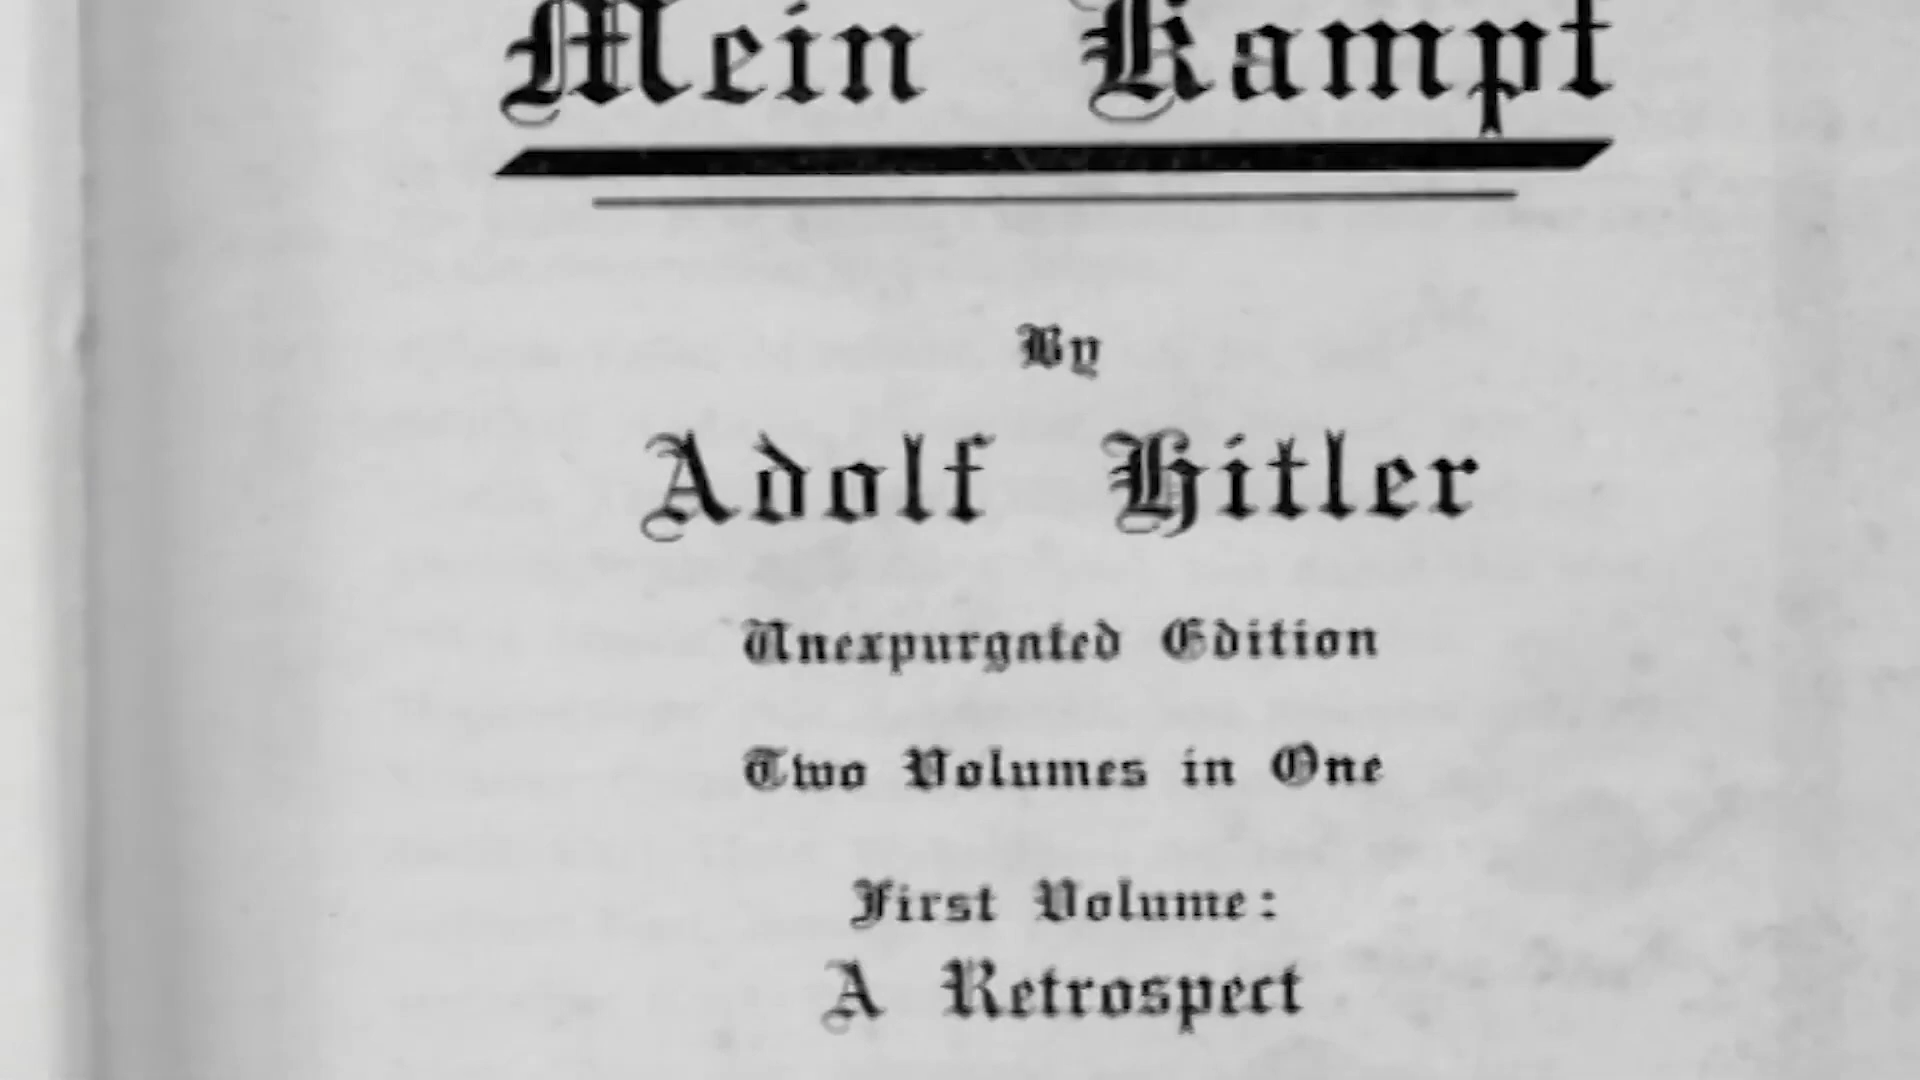 Mein Kampf
By
Adolf Hitler
Unexpurgated Edition
Two Volumes in One
First Volume:
A Retrospect